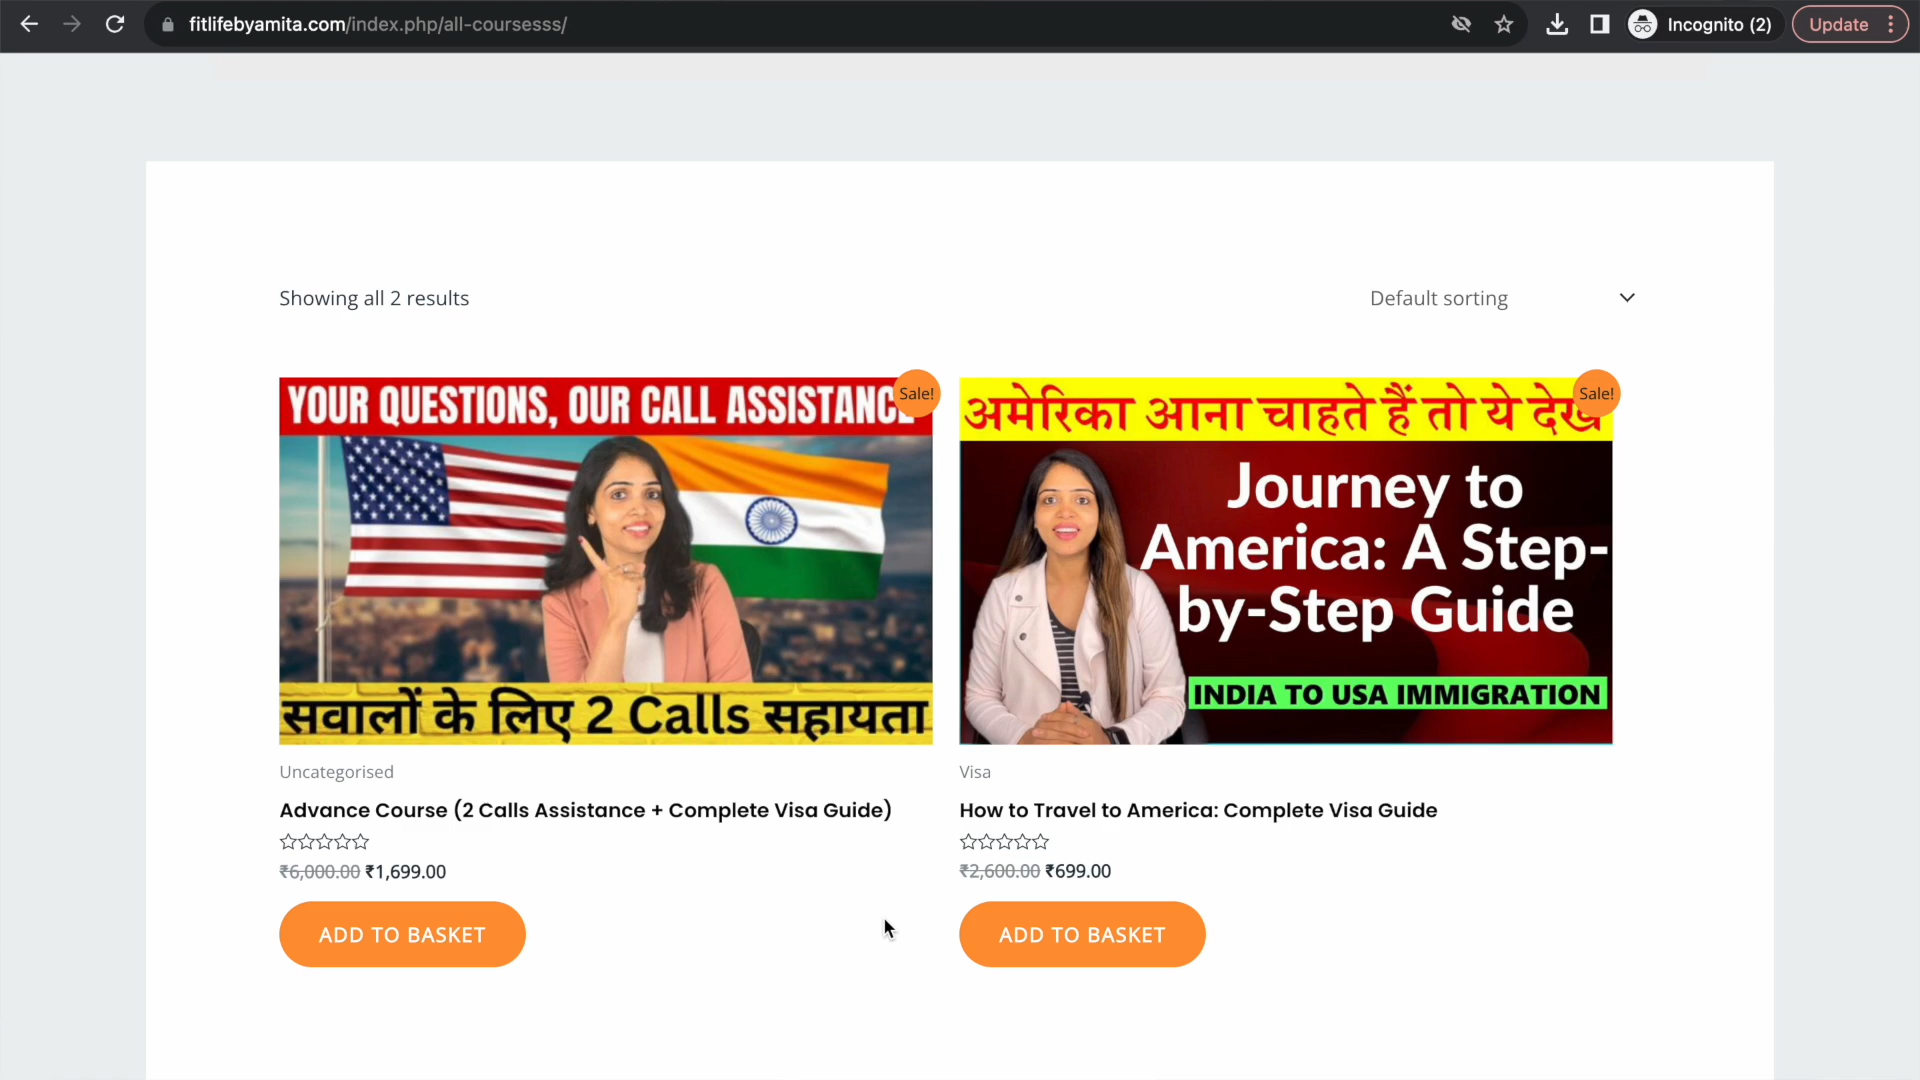 fitlifebyamita.com/index.php/all-coursesss/
Incognito (2)
Update
Showing all 2 results
Default sorting
YOUR QUESTIONS, OUR CALL ASSISTANC
Sale!
सवालों के लिए 2 Calls सहायता
Uncategorised
Advance Course (2 Calls Assistance + Complete Visa Guide)
₹6,000.00 ₹1,699.00
ADD TO BASKET
अमेरिका आना चाहते हैं तो ये देख
Sale!
Journey to
America: A Step-
by-Step Guide
INDIA TO USA IMMIGRATION
Visa
How to Travel to America: Complete Visa Guide
₹2,600.00 ₹699.00
ADD TO BASKET